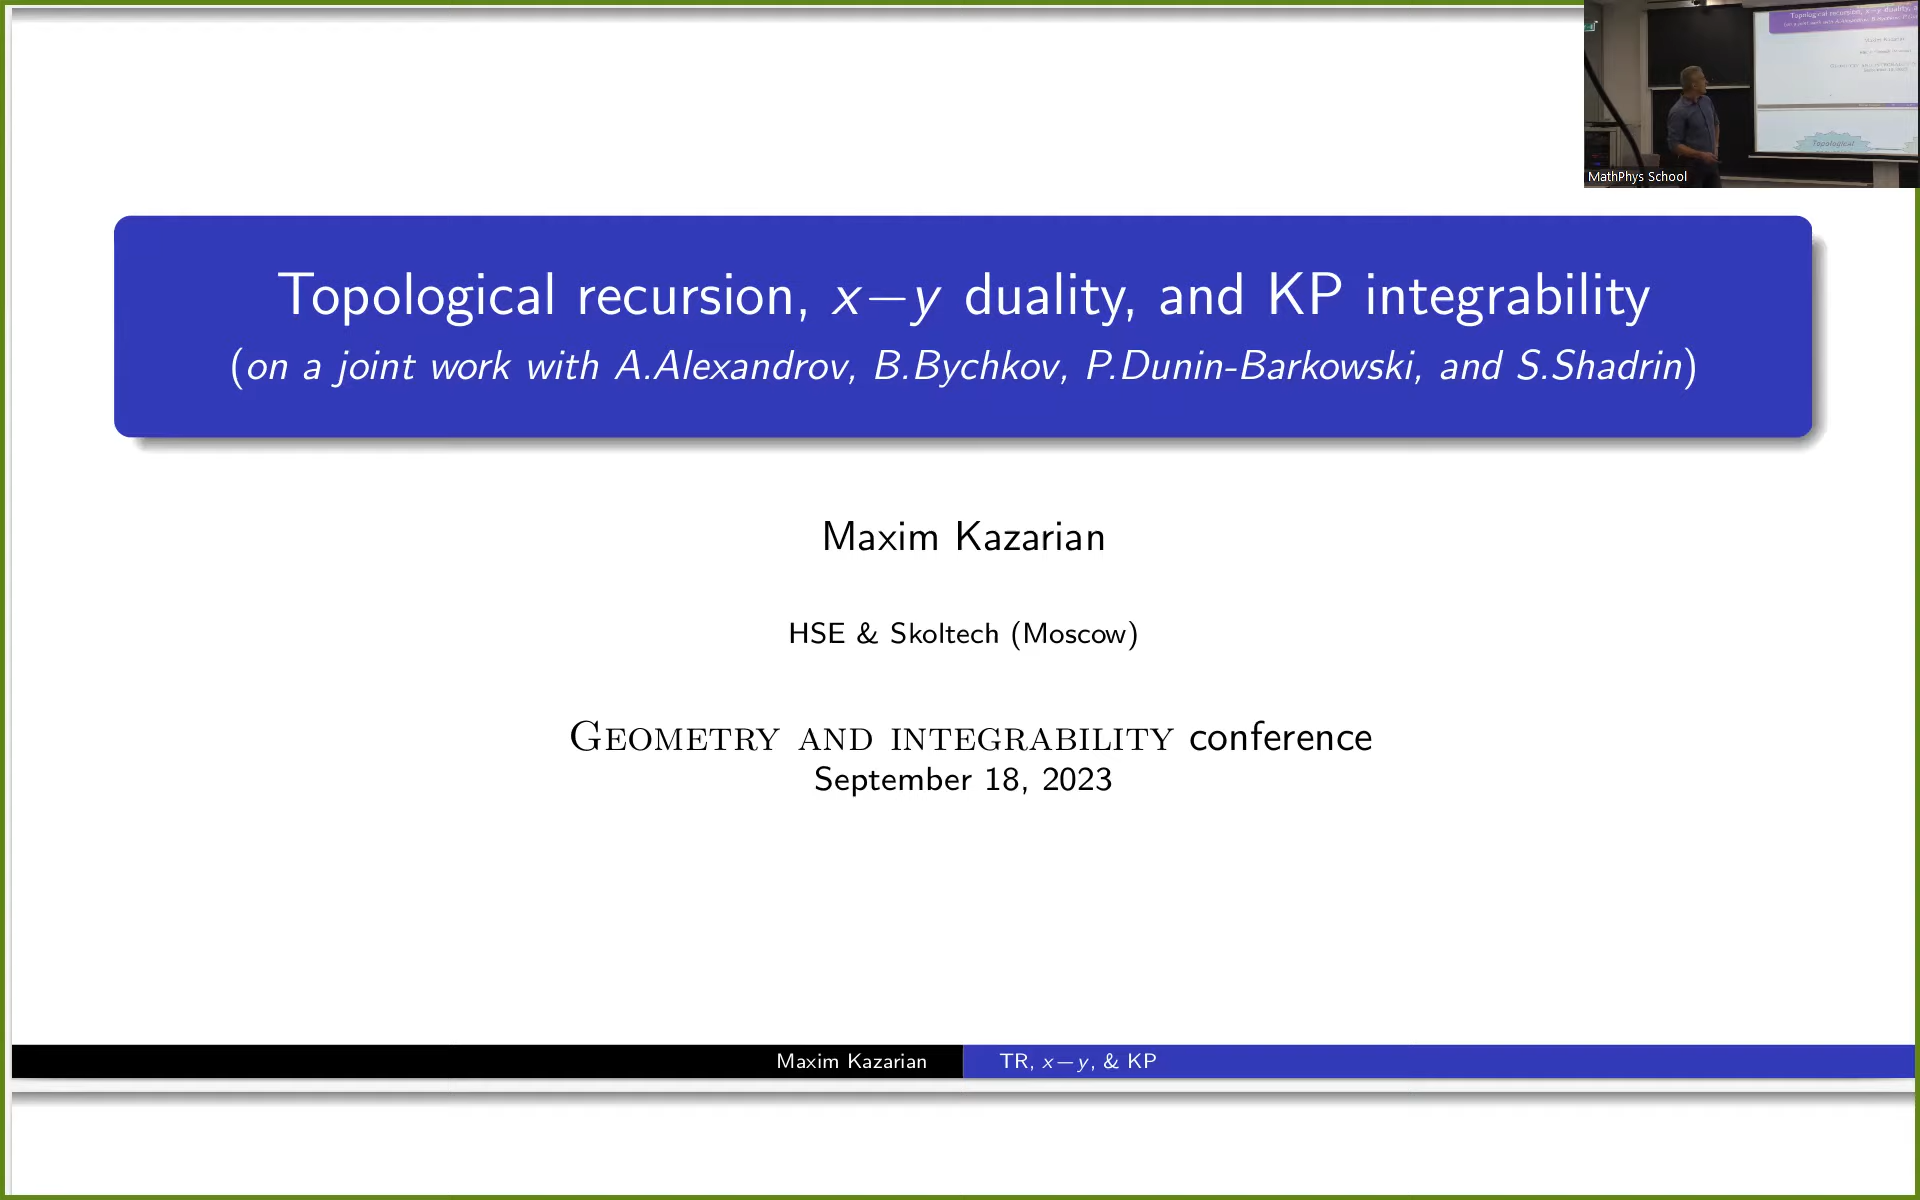 Topological recursion, x−y duality, and KP integrability
(on a joint work with A.Alexandrov, B.Bychkov, P.Dunin-Barkowski, and S.Shadrin)
Maxim Kazarian
HSE & Skoltech (Moscow)
Geometry and integrability conference
September 18, 2023
Maxim Kazarian
TR, x−y, & KP
Topological
MathPhys School